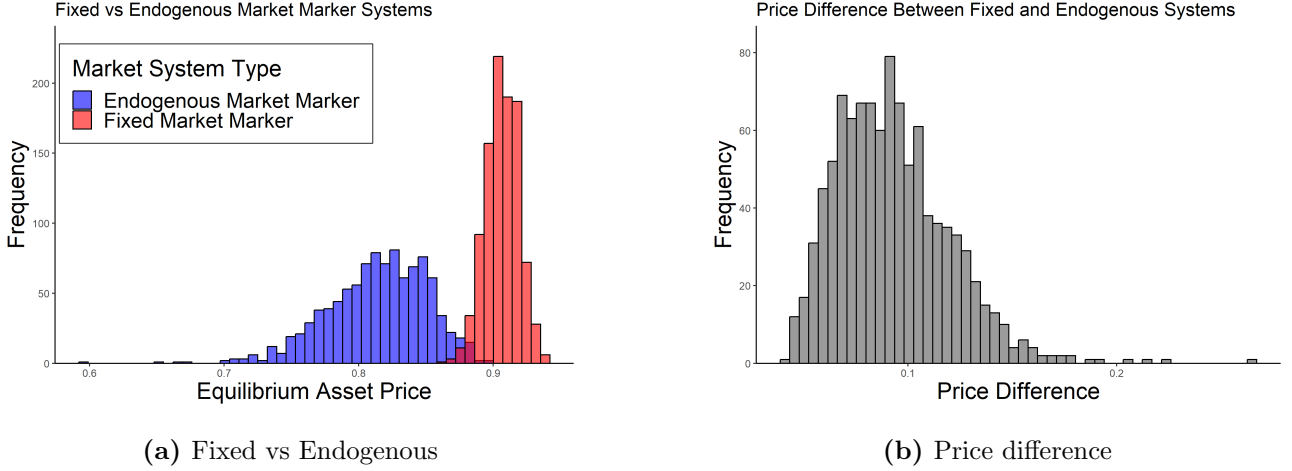 Fixed vs Endogenous Market Marker Systems
Market System Type
Endogenous Market Marker
Fixed Market Marker
Frequency
200
150
100
50
0
0.6 0.7 0.8 0.9
Equilibrium Asset Price
(a) Fixed vs Endogenous
Price Difference Between Fixed and Endogenous Systems
Frequency
80
60
40
20
0
0.1 0.2
Price Difference
(b) Price difference